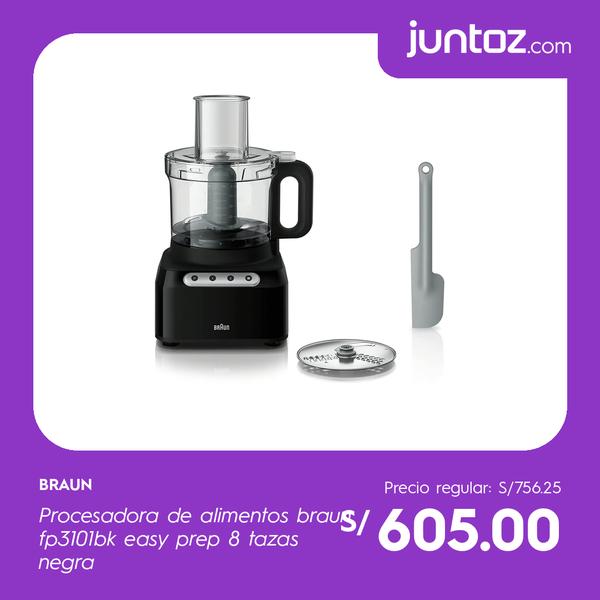 juntoz.com
BRAUN
BRAUN
Precio regular: S/756.25
Procesadora de alimentos braun
fp3101bk easy prep 8 tazas
negra
S/ 605.00